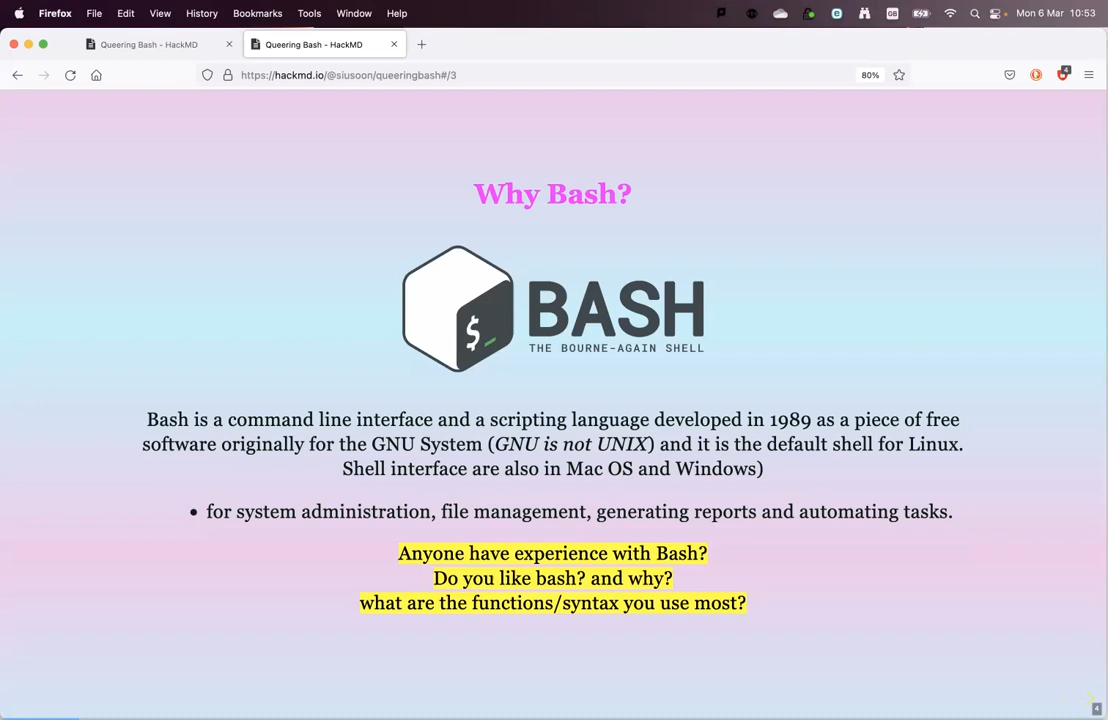 Firefox File Edit View History Bookmarks Tools Window Help GB Mon 6 Mar 10:53
Queering Bash - HackMD × Queering Bash - HackMD × +
https://hackmd.io/@siusoon/queeringbash#/3 80% 4
Why Bash?
$_ BASH
THE BOURNE-AGAIN SHELL
Bash is a command line interface and a scripting language developed in 1989 as a piece of free
software originally for the GNU System (GNU is not UNIX) and it is the default shell for Linux.
Shell interface are also in Mac OS and Windows)
• for system administration, file management, generating reports and automating tasks.
Anyone have experience with Bash?
Do you like bash? and why?
what are the functions/syntax you use most?
4